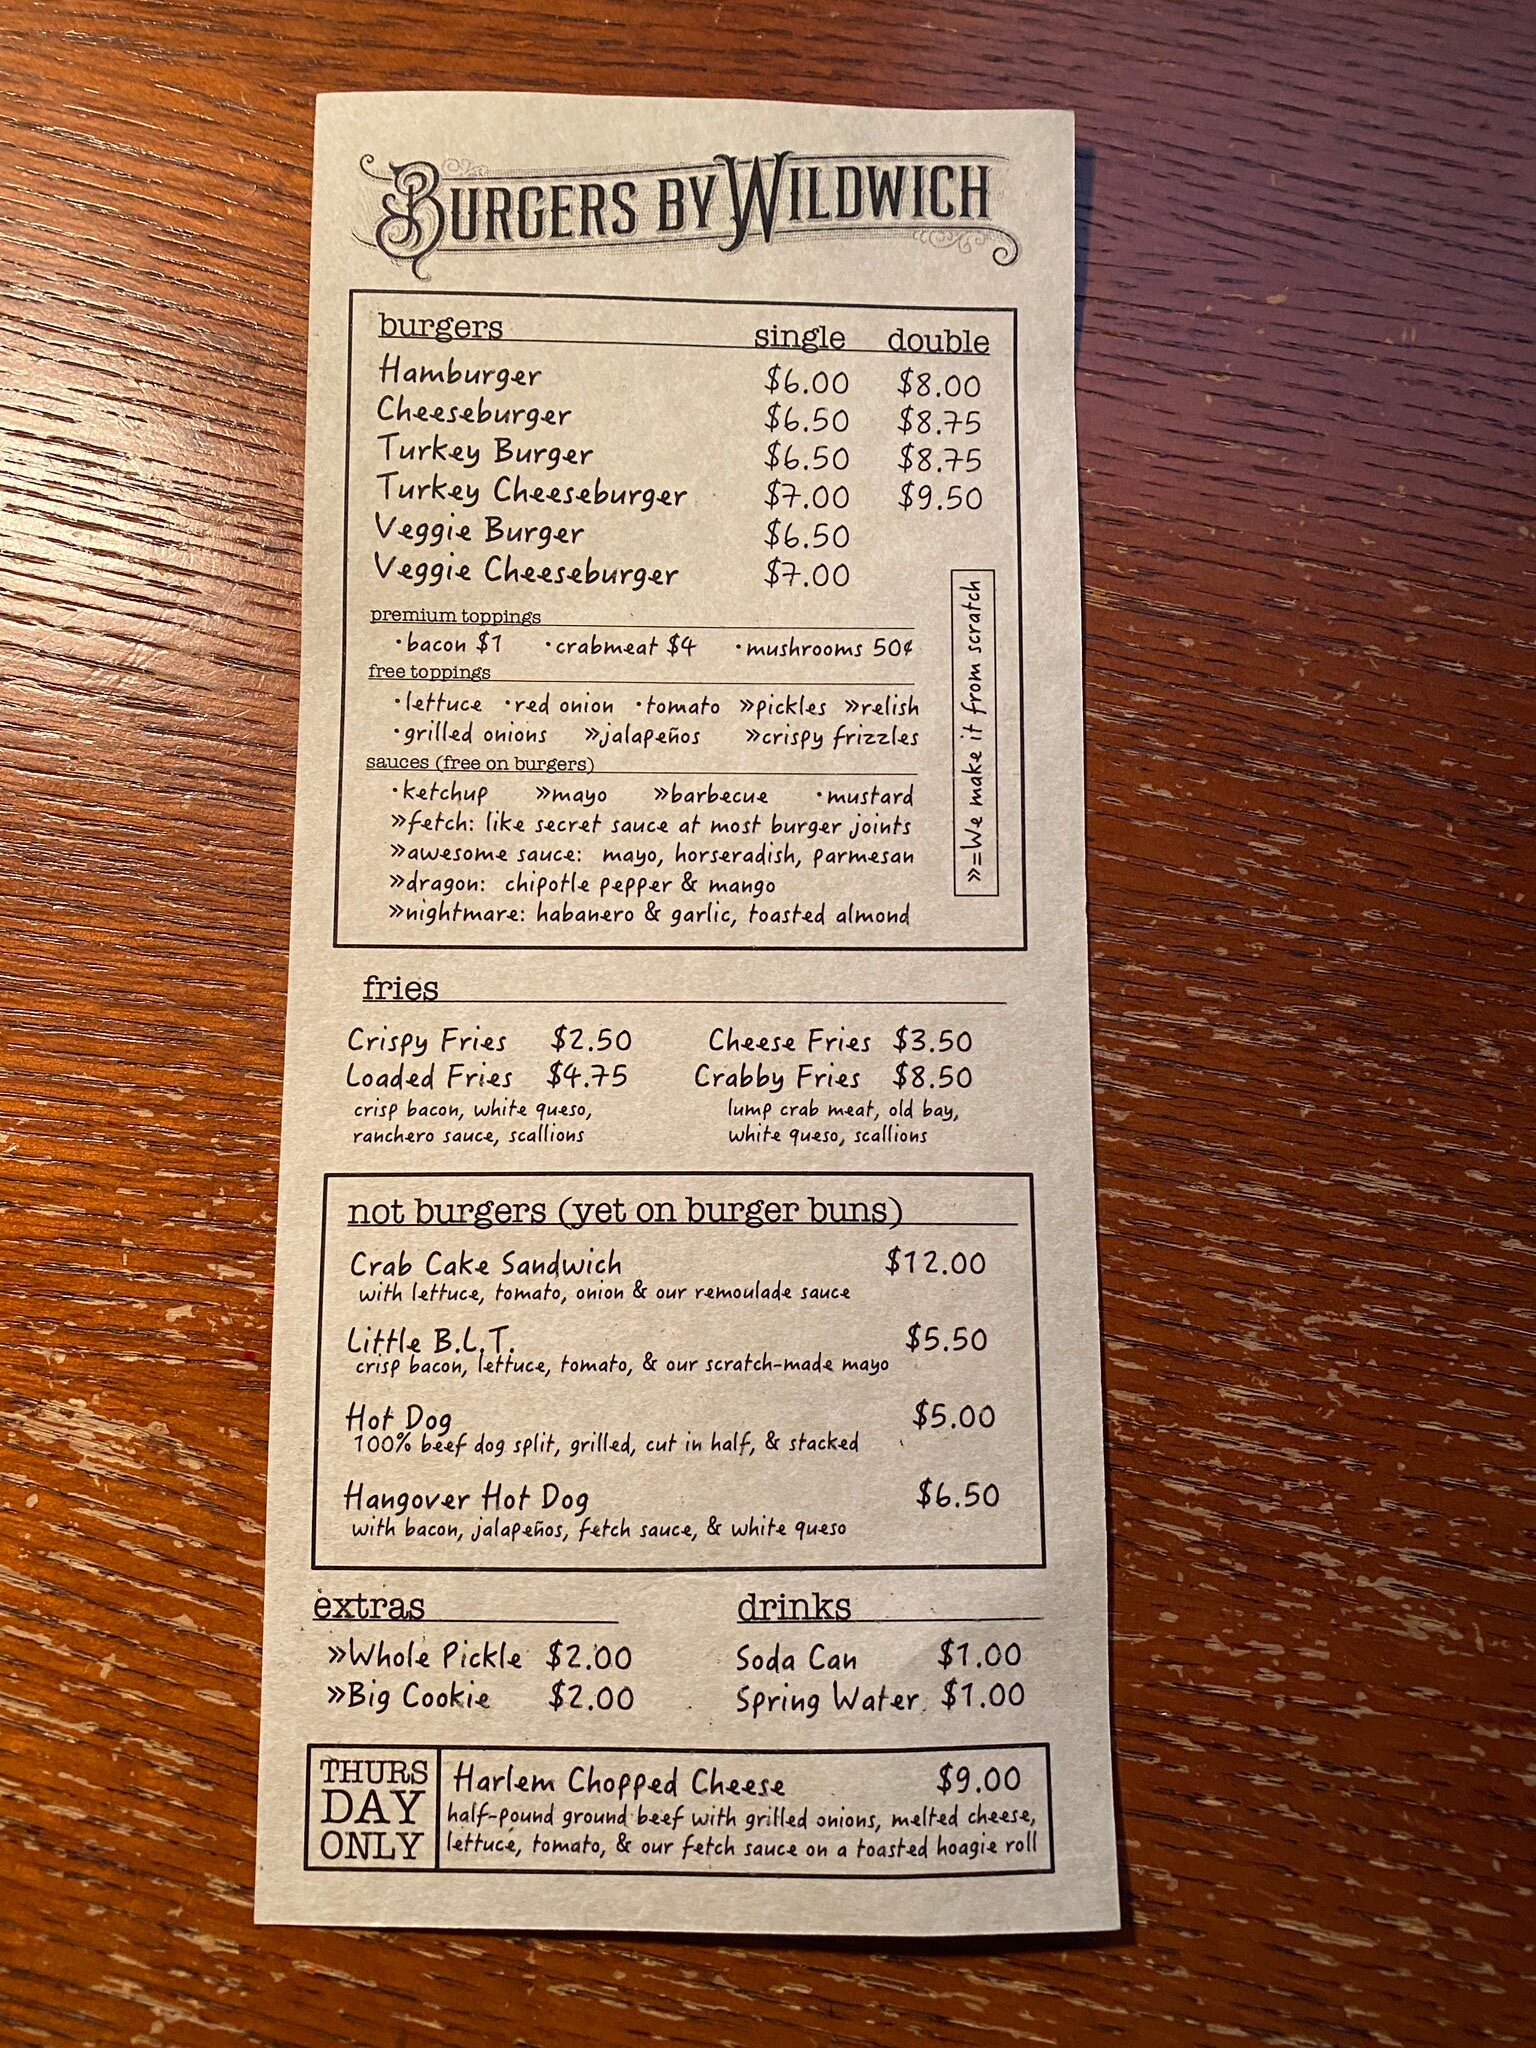 BURGERS BY WILDWICH
burgers single double
Hamburger $6.00 $8.00
Cheeseburger $6.50 $8.75
Turkey Burger $6.50 $8.75
Turkey Cheeseburger $7.00 $9.50
Veggie Burger $6.50
Veggie Cheeseburger $7.00
premium toppings
·bacon $1 ·crabmeat $4 ·mushrooms 50¢
free toppings
·lettuce ·red onion ·tomato »pickles »relish
·grilled onions »jalapeños »crispy frizzles
sauces (free on burgers)
·ketchup »mayo »barbecue ·mustard
»fetch: like secret sauce at most burger joints
»awesome sauce: mayo, horseradish, parmesan
»dragon: chipotle pepper & mango
»nightmare: habanero & garlic, toasted almond
»=We make it from scratch
fries
Crispy Fries $2.50 Cheese Fries $3.50
Loaded Fries $4.75 Crabby Fries $8.50
crisp bacon, white queso, lump crab meat, old bay,
ranchero sauce, scallions white queso, scallions
not burgers (yet on burger buns)
Crab Cake Sandwich $12.00
with lettuce, tomato, onion & our remoulade sauce
Little B.L.T. $5.50
crisp bacon, lettuce, tomato, & our scratch-made mayo
Hot Dog $5.00
100% beef dog split, grilled, cut in half, & stacked
Hangover Hot Dog $6.50
with bacon, jalapeños, fetch sauce, & white queso
extras drinks
»Whole Pickle $2.00 Soda Can $1.00
»Big Cookie $2.00 Spring Water $1.00
THURS
DAY
ONLY
Harlem Chopped Cheese $9.00
half-pound ground beef with grilled onions, melted cheese,
lettuce, tomato, & our fetch sauce on a toasted hoagie roll